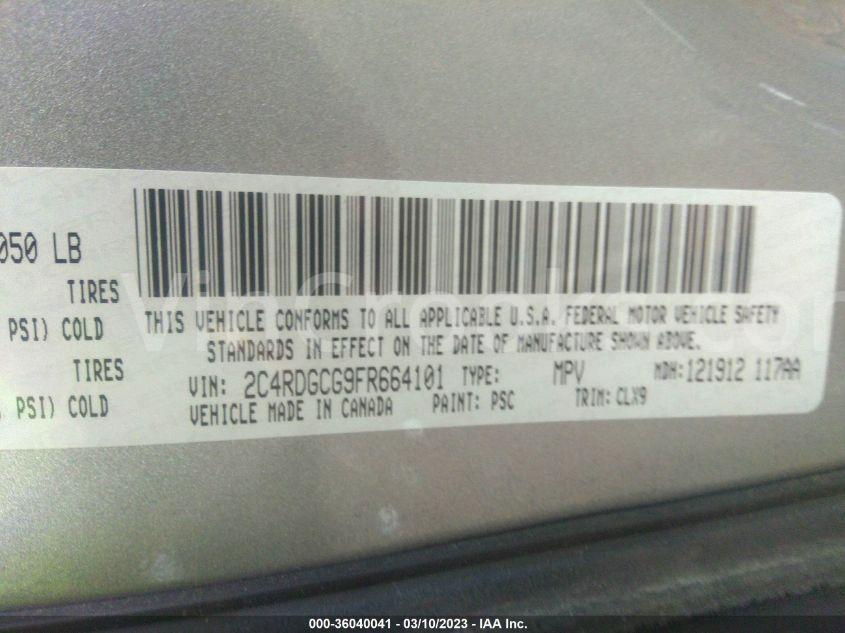 050 LB
TIRES
PSI) COLD
TIRES
PSI) COLD
THIS VEHICLE CONFORMS TO ALL APPLICABLE U.S.A. FEDERAL MOTOR VEHICLE SAFETY
STANDARDS IN EFFECT ON THE DATE OF MANUFACTURE SHOWN ABOVE.
VIN: 2C4RDGCG9FR664101 TYPE: MPV MDH:121912 117AA
VEHICLE MADE IN CANADA PAINT: PSC TRIM: CLX9
000-36040041 - 03/10/2023 - IAA Inc.